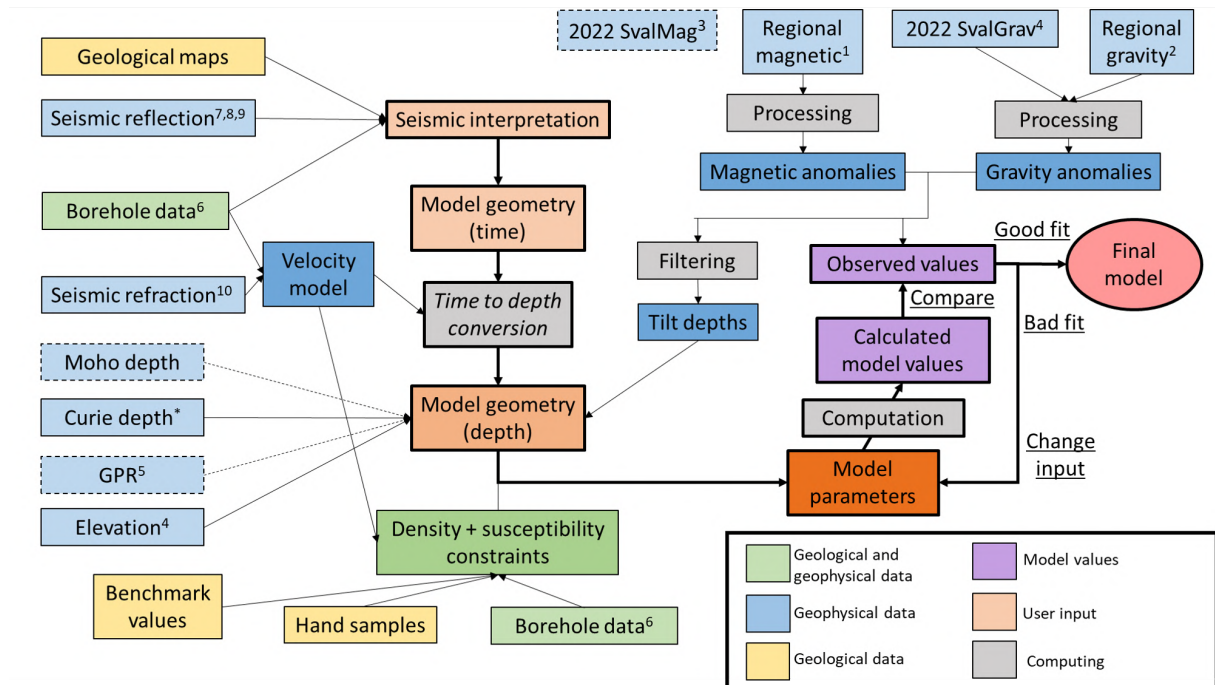 2022 SvalMag3
Regional
magnetic1
2022 SvalGrav4
Regional
gravity2
Geological maps
Seismic reflection7,8,9
Seismic interpretation
Processing
Processing
Magnetic anomalies
Gravity anomalies
Borehole data6
Model geometry
(time)
Velocity
model
Filtering
Observed values
Good fit
Final
model
Seismic refraction10
Time to depth
conversion
Tilt depths
Compare
Bad fit
Calculated
model values
Moho depth
Curie depth*
Model geometry
(depth)
Computation
GPR5
Change
input
Model
parameters
Elevation4
Density + susceptibility
constraints
Benchmark
values
Hand samples
Borehole data6
Geological and
geophysical data
Model values
Geophysical data
User input
Geological data
Computing